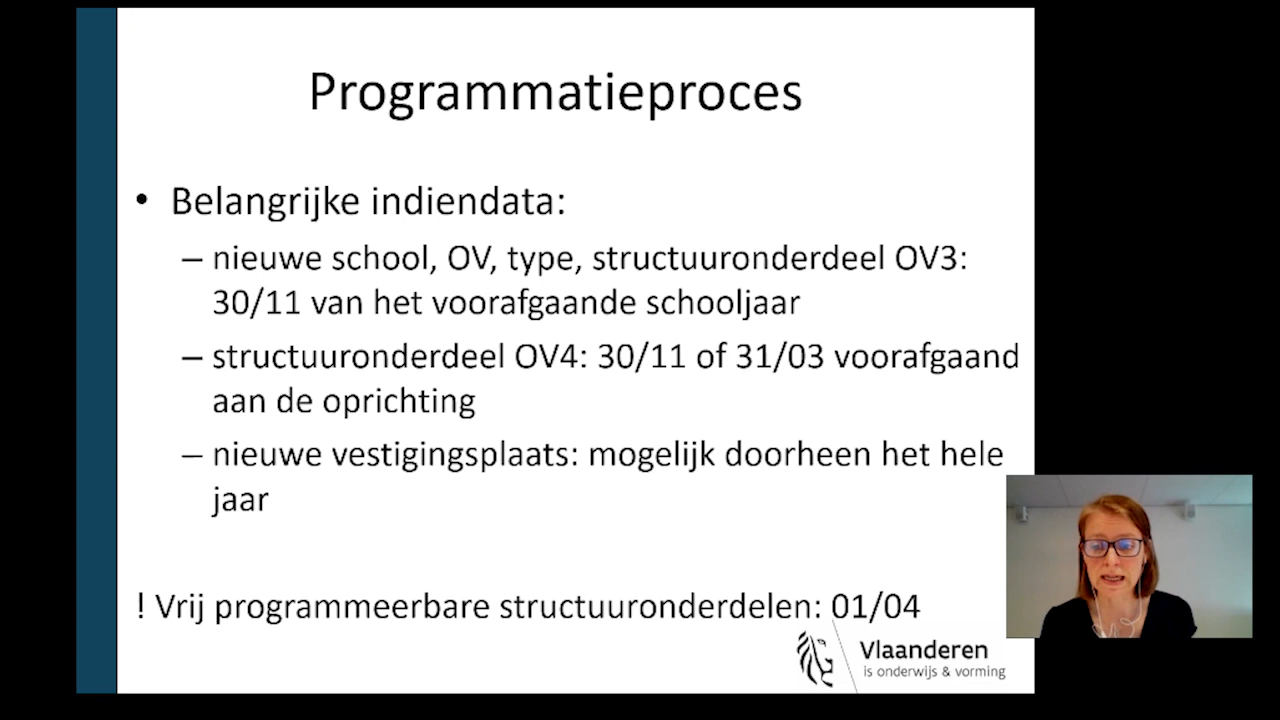 Programmatieproces
• Belangrijke indiendata:
– nieuwe school, OV, type, structuuronderdeel OV3:
30/11 van het voorafgaande schooljaar
– structuuronderdeel OV4: 30/11 of 31/03 voorafgaand
aan de oprichting
– nieuwe vestigingsplaats: mogelijk doorheen het hele
jaar
! Vrij programmeerbare structuuronderdelen: 01/04
Vlaanderen
is onderwijs & vorming